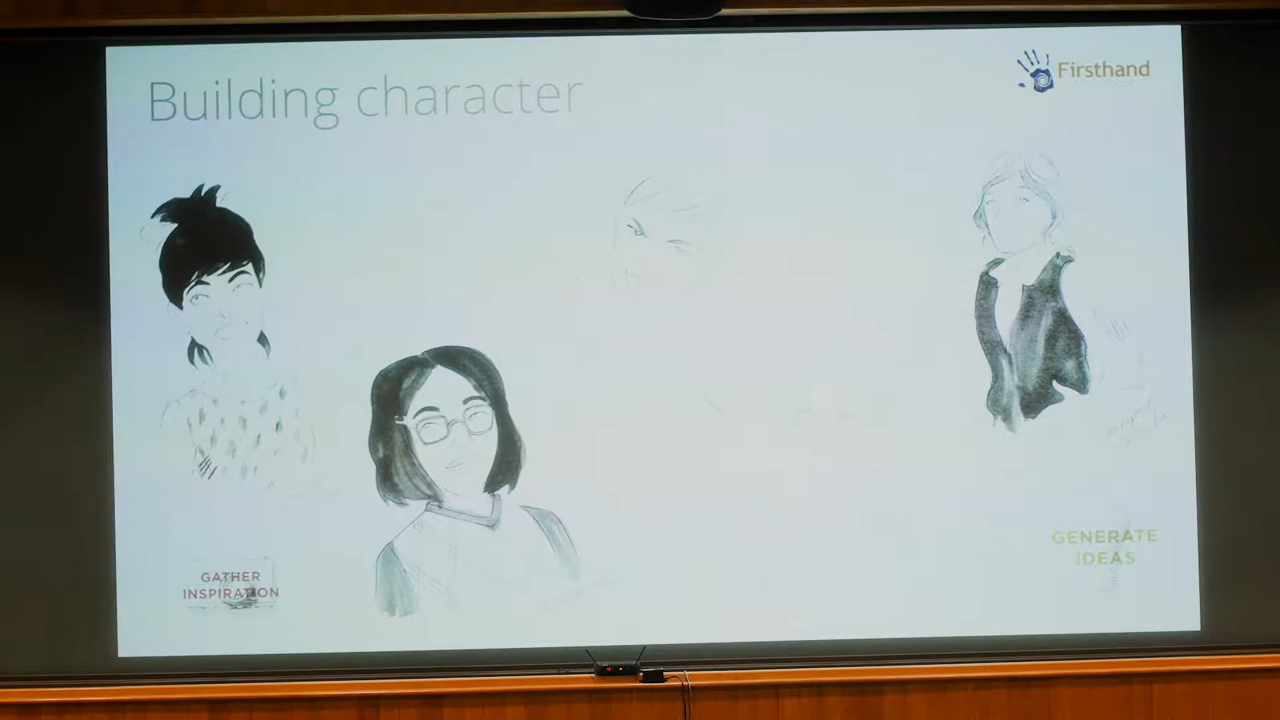 Building character
Firsthand
GATHER
INSPIRATION
GENERATE
IDEAS